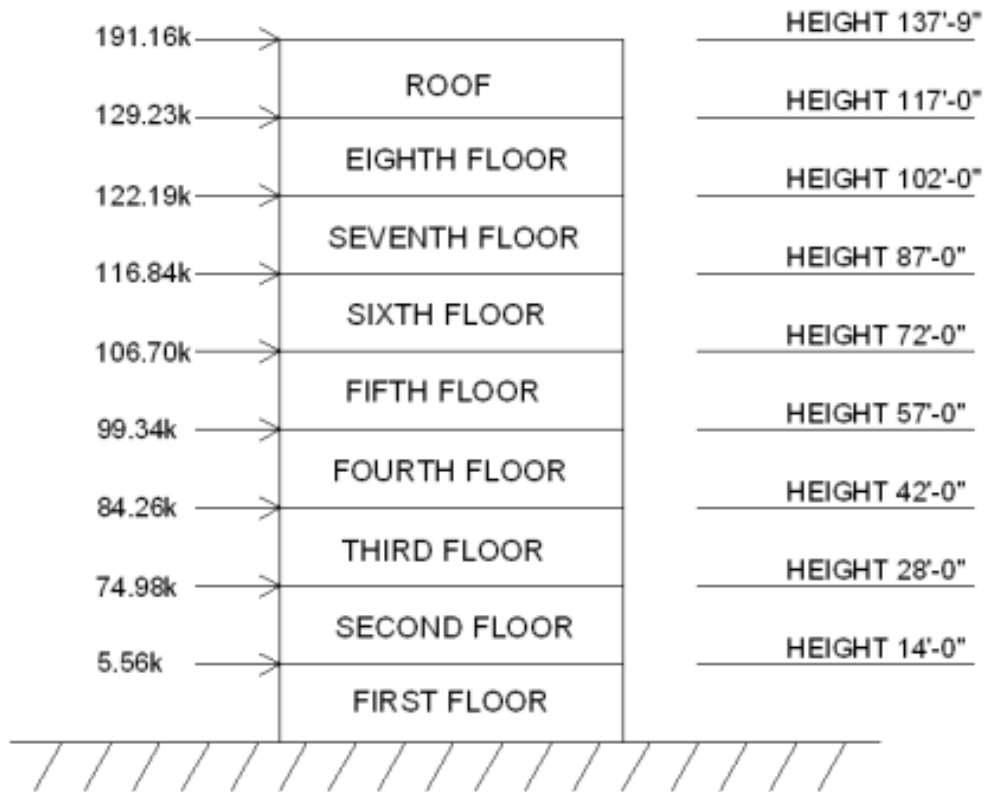 191.16k
HEIGHT 137'-9"
ROOF
129.23k
HEIGHT 117'-0"
EIGHTH FLOOR
122.19k
HEIGHT 102'-0"
SEVENTH FLOOR
116.84k
HEIGHT 87'-0"
SIXTH FLOOR
106.70k
HEIGHT 72'-0"
FIFTH FLOOR
99.34k
HEIGHT 57'-0"
FOURTH FLOOR
84.26k
HEIGHT 42'-0"
THIRD FLOOR
74.98k
HEIGHT 28'-0"
SECOND FLOOR
5.56k
HEIGHT 14'-0"
FIRST FLOOR